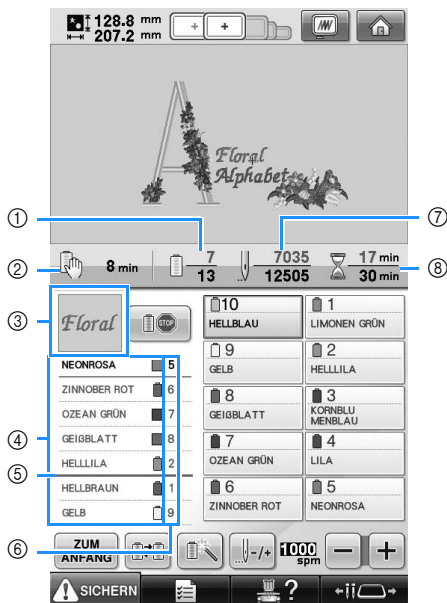 128.8 mm
207.2 mm
Floral
Alphabet
①
⑦
②
8 min
7
13
7035
12505
17 min
30 min
⑧
③
Floral
STOP
10
HELLBLAU
1
LIMONEN GRÜN
NEONROSA 5
9
GELB
2
HELLLILA
ZINNOBER ROT 6
OZEAN GRÜN 7
8
GEIßBLATT
3
KORNBLU
MENBLAU
④
GEIßBLATT 8
HELLLILA 2
7
OZEAN GRÜN
4
LILA
⑤
HELLBRAUN 1
GELB 9
6
ZINNOBER ROT
5
NEONROSA
⑥
ZUM
ANFANG
-/+
1000
spm
− +
SICHERN
?